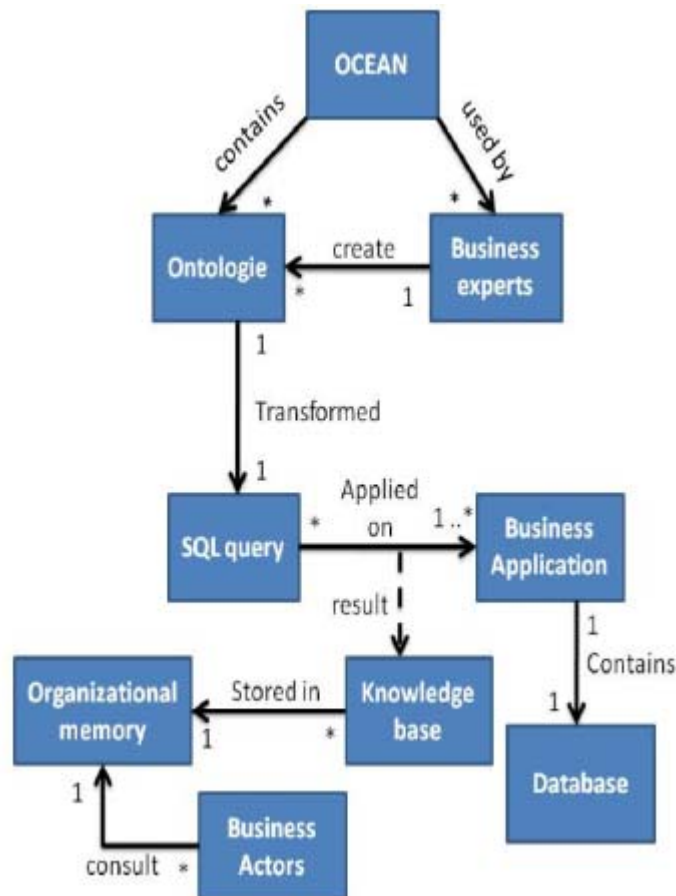 OCEAN
contains
used by
*
*
Ontologie
create
Business
experts
*
1
1
Transformed
1
SQL query
*
Applied
on
1..*
Business
Application
result
1
Contains
1
Organizational
memory
Stored in
1
*
Knowledge
base
Database
1
consult
*
Business
Actors